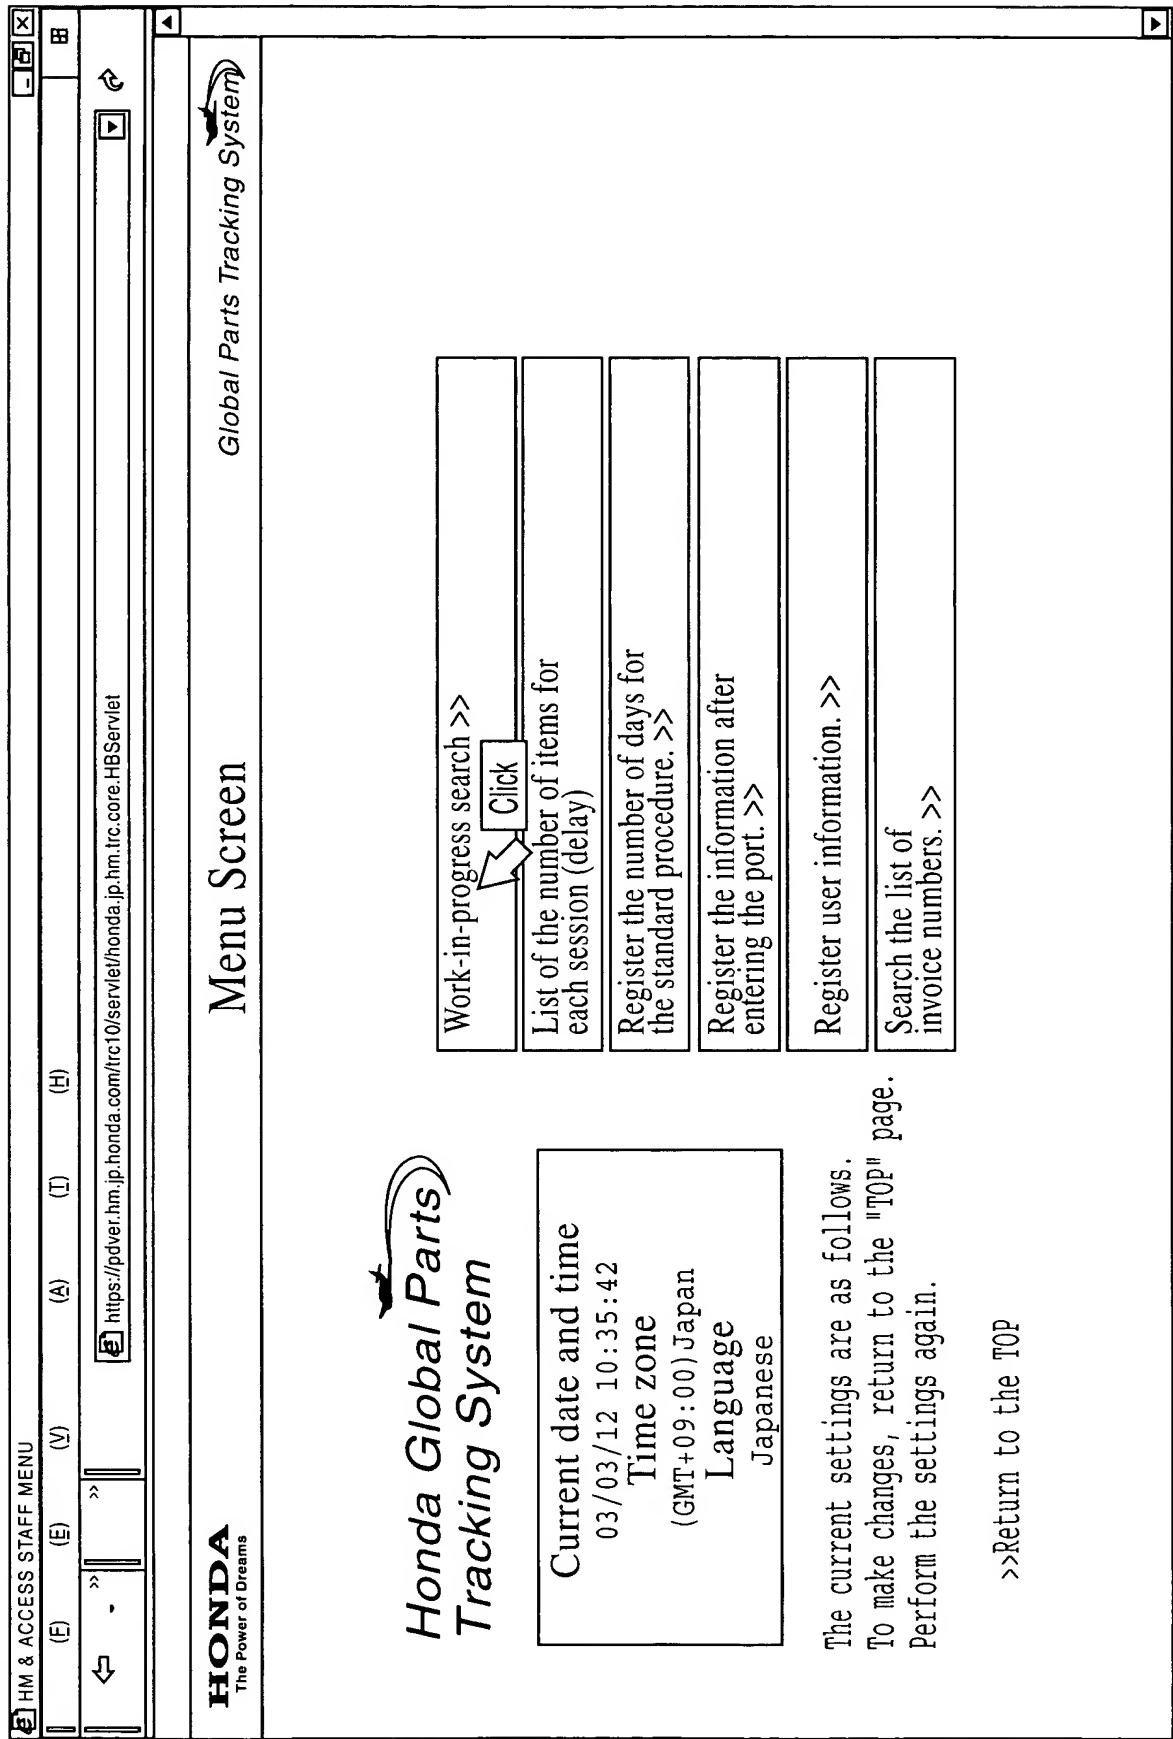 HM & ACCESS STAFF MENU
(F) (E) (V) (A) (T) (H)
>> >> https://pdver.hm.jp.honda.com/trc10/servlet/honda.jp.hm.trc.core.HBServlet
HONDA
The Power of Dreams
Menu Screen
Global Parts Tracking System
Honda Global Parts
Tracking System
Current date and time
03/03/12 10:35:42
Time zone
(GMT+09:00)Japan
Language
Japanese
The current settings are as follows.
To make changes, return to the "TOP" page.
Perform the settings again.
>>Return to the TOP
Work-in-progress search >>
Click
List of the number of items for
each session (delay)
Register the number of days for
the standard procedure. >>
Register the information after
entering the port. >>
Register user information. >>
Search the list of
invoice numbers. >>